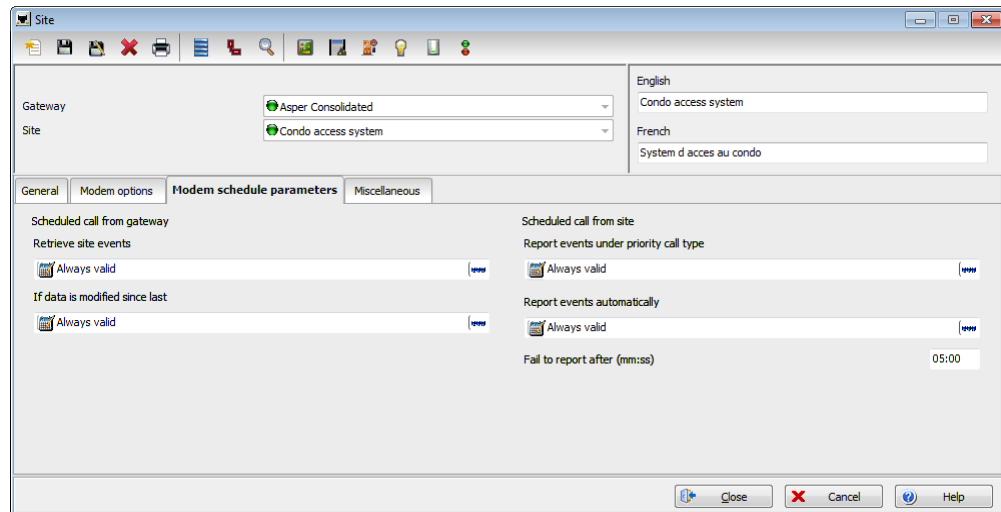 Site
English
Gateway
Asper Consolidated
Condo access system
Site
Condo access system
French
System d acces au condo
General
Modem options
Modem schedule parameters
Miscellaneous
Scheduled call from gateway
Retrieve site events
Always valid
If data is modified since last
Always valid
Scheduled call from site
Report events under priority call type
Always valid
Report events automatically
Always valid
Fail to report after (mm:ss)
05:00
Close
Cancel
Help